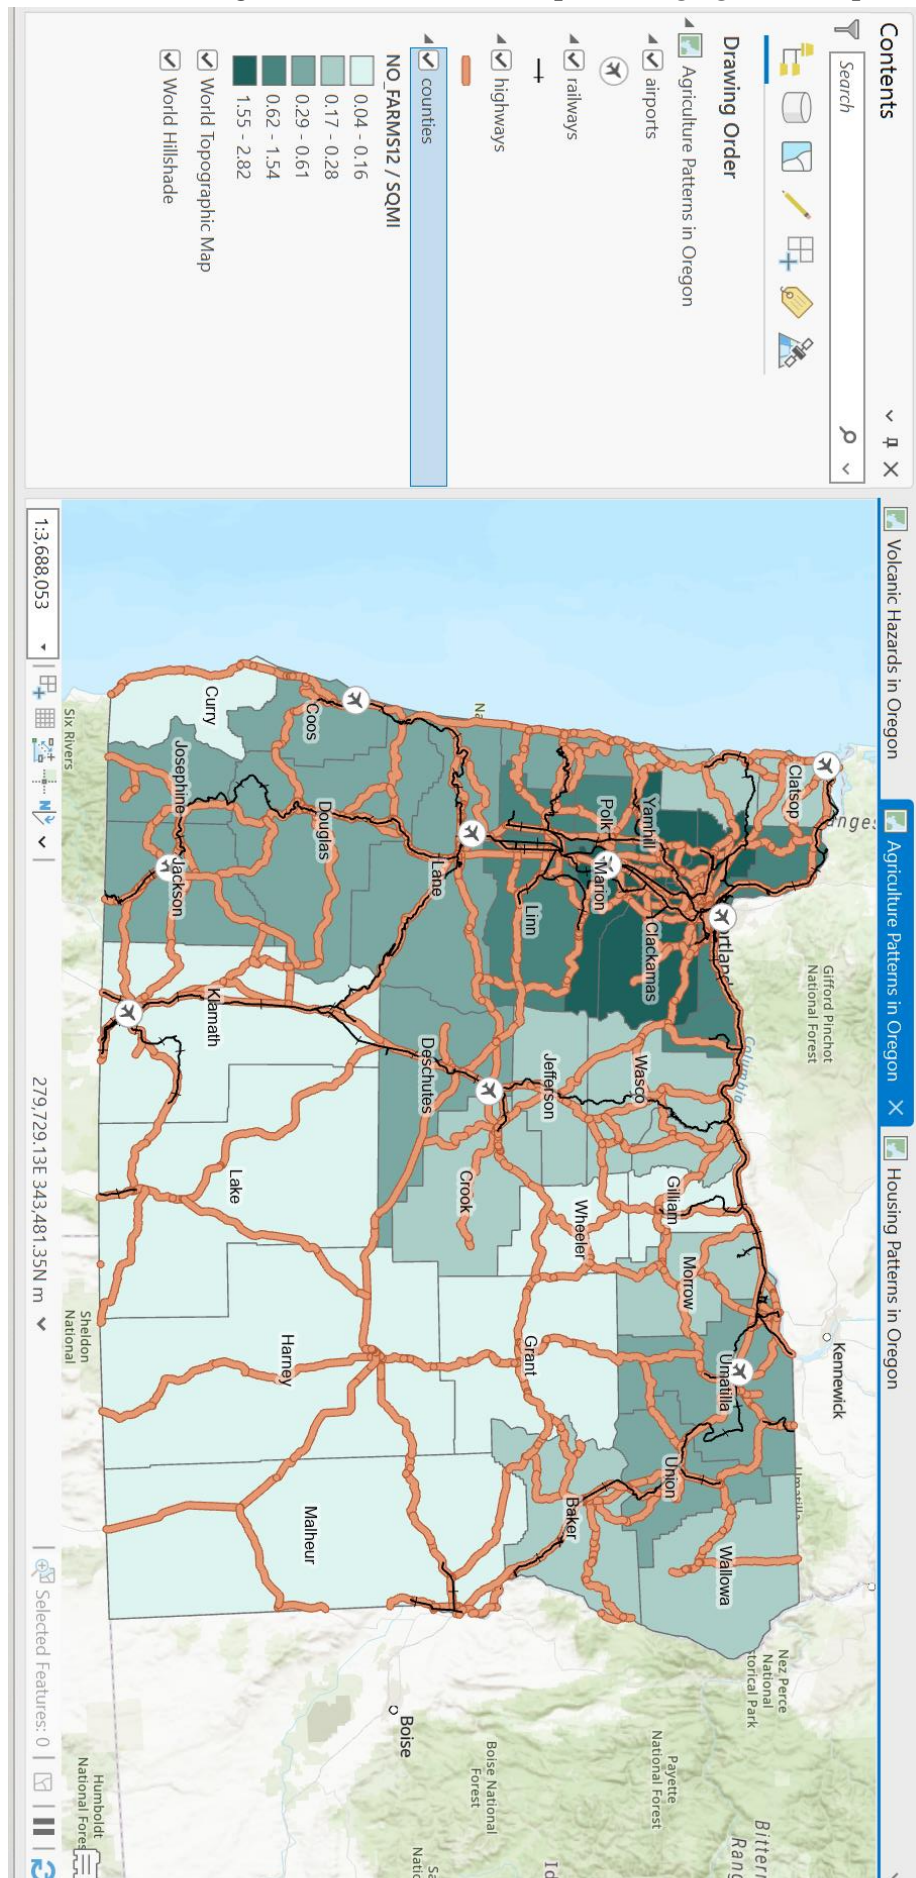 Contents
Search
Drawing Order
Agriculture Patterns in Oregon
airports
railways
highways
counties
NO_FARMS12 / SQMI
0.04 - 0.16
0.17 - 0.28
0.29 - 0.61
0.62 - 1.54
1.55 - 2.82
World Topographic Map
World Hillshade
Volcanic Hazards in Oregon
Agriculture Patterns in Oregon
Housing Patterns in Oregon
Clatsop
Gifford Pinchot
National Forest
Columbia
Kennewick
Umatilla
Nez Perce
National
torical Park
Yamhill
Polk
Marion
Clackamas
Wasco
Gilliam
Morrow
Umatilla
Union
Wallowa
Payette
National Forest
Linn
Jefferson
Wheeler
Grant
Baker
Boise National
Forest
Na
Lane
Deschutes
Crook
Boise
Coos
Douglas
Harney
Malheur
Curry
Josephine
Jackson
Klamath
Lake
Six Rivers
Sheldon
National
Humboldt
National Fores
1:3,688,053
279,729.13E 343,481.35N m
Selected Features: 0